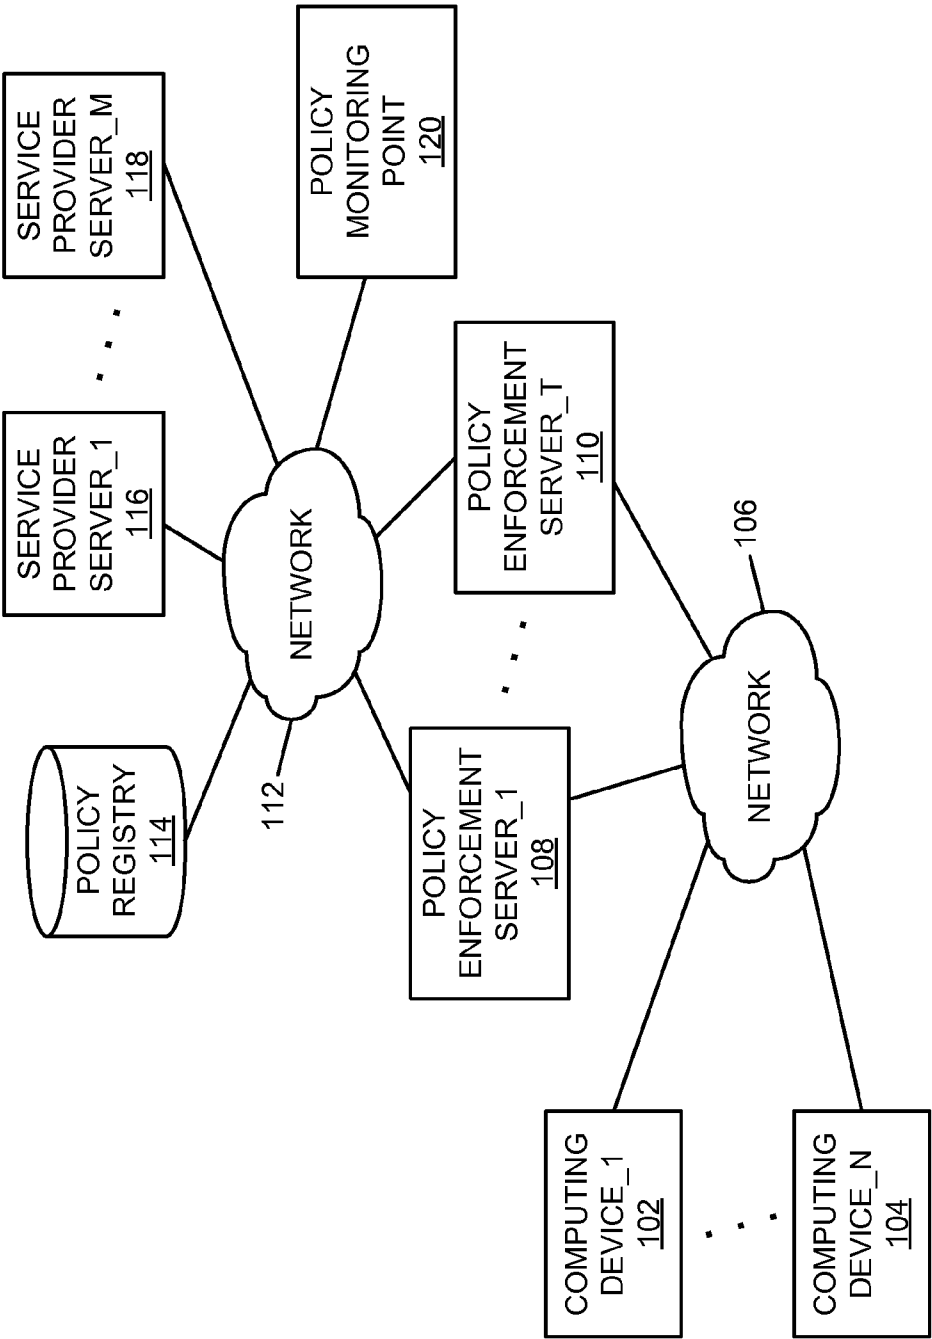 POLICY
REGISTRY
114
SERVICE
PROVIDER
SERVER_1
116
SERVICE
PROVIDER
SERVER_M
118
112
NETWORK
POLICY
MONITORING
POINT
120
POLICY
ENFORCEMENT
SERVER_1
108
POLICY
ENFORCEMENT
SERVER_T
110
COMPUTING
DEVICE_1
102
NETWORK
106
COMPUTING
DEVICE_N
104